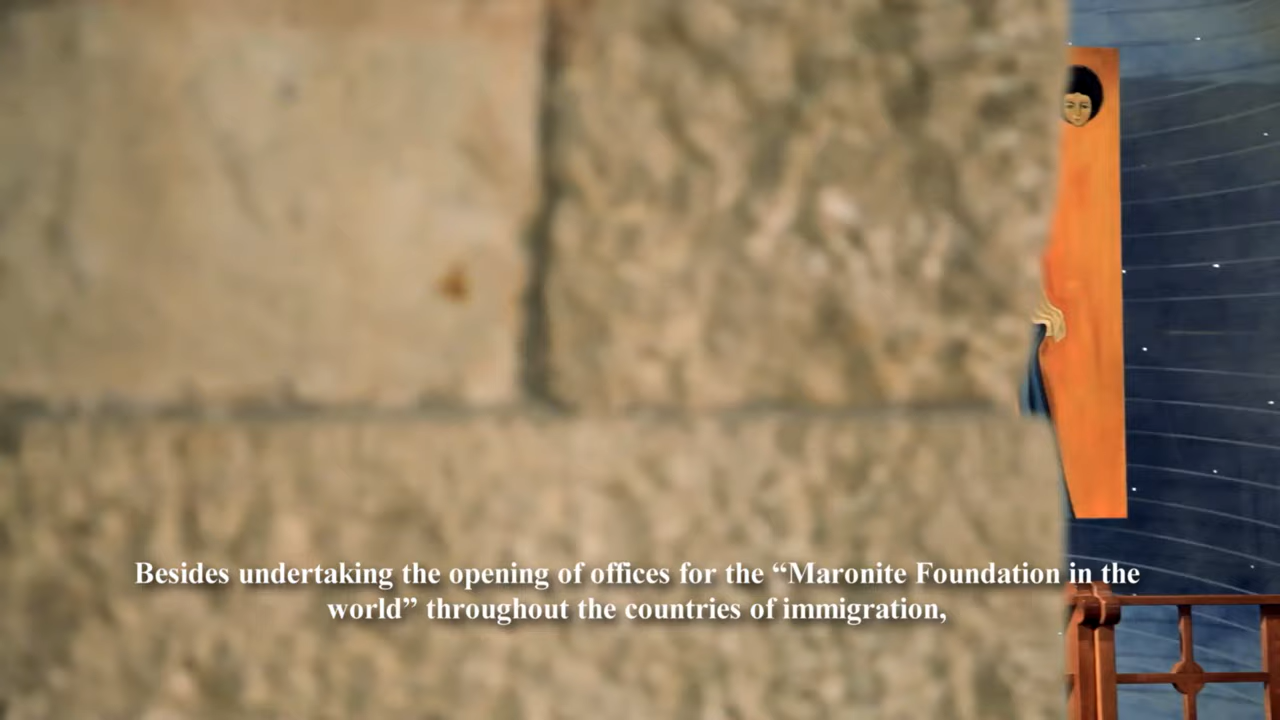 Besides undertaking the opening of offices for the “Maronite Foundation in the
world” throughout the countries of immigration,